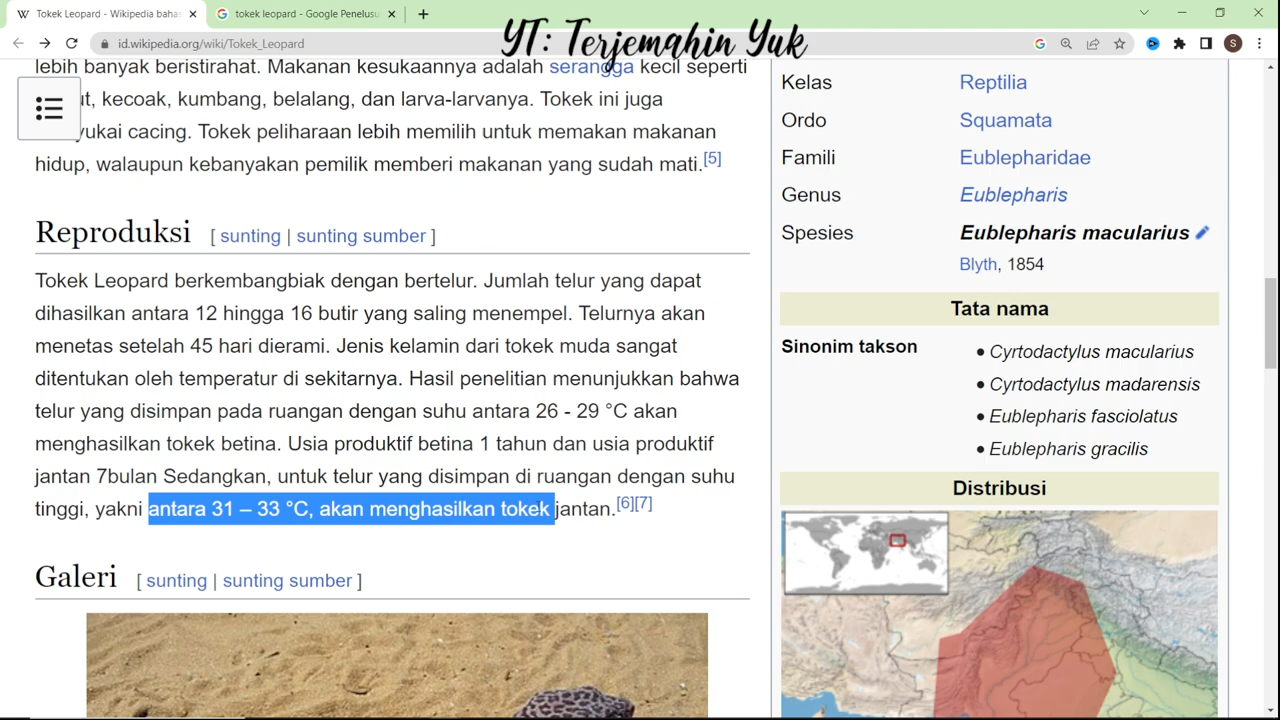 Tokek Leopard - Wikipedia bahas
tokek leopard - Google Penelusu
YT: Terjemahin Yuk
id.wikipedia.org/wiki/Tokek_Leopard
S
lebih banyak beristirahat. Makanan kesukaannya adalah serangga kecil seperti
kecoak, kumbang, belalang, dan larva-larvanya. Tokek ini juga
cacing. Tokek peliharaan lebih memilih untuk memakan makanan
hidup, walaupun kebanyakan pemilik memberi makanan yang sudah mati.[5]
Reproduksi [ sunting | sunting sumber ]
Tokek Leopard berkembangbiak dengan bertelur. Jumlah telur yang dapat
dihasilkan antara 12 hingga 16 butir yang saling menempel. Telurnya akan
menetas setelah 45 hari dierami. Jenis kelamin dari tokek muda sangat
ditentukan oleh temperatur di sekitarnya. Hasil penelitian menunjukkan bahwa
telur yang disimpan pada ruangan dengan suhu antara 26 - 29 °C akan
menghasilkan tokek betina. Usia produktif betina 1 tahun dan usia produktif
jantan 7bulan Sedangkan, untuk telur yang disimpan di ruangan dengan suhu
tinggi, yakni antara 31 – 33 °C, akan menghasilkan tokek jantan.[6][7]
Galeri [ sunting | sunting sumber ]
Kelas Reptilia
Ordo Squamata
Famili Eublepharidae
Genus Eublepharis
Spesies Eublepharis macularius
Blyth, 1854
Tata nama
Sinonim takson • Cyrtodactylus macularius
• Cyrtodactylus madarensis
• Eublepharis fasciolatus
• Eublepharis gracilis
Distribusi